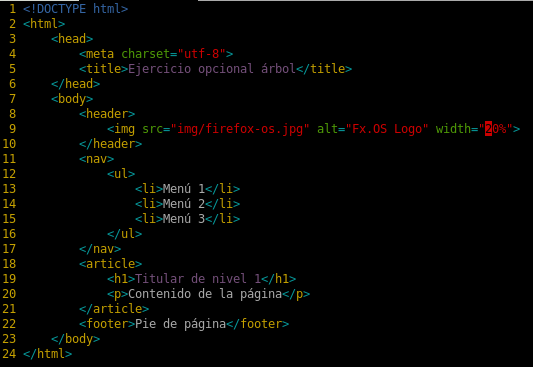 1 <!DOCTYPE html>
2 <html>
3     <head>
4         <meta charset="utf-8">
5         <title>Ejercicio opcional árbol</title>
6     </head>
7     <body>
8         <header>
9             <img src="img/firefox-os.jpg" alt="Fx.OS Logo" width="20%">
10         </header>
11         <nav>
12             <ul>
13                 <li>Menú 1</li>
14                 <li>Menú 2</li>
15                 <li>Menú 3</li>
16             </ul>
17         </nav>
18         <article>
19             <h1>Titular de nivel 1</h1>
20             <p>Contenido de la página</p>
21         </article>
22         <footer>Pie de página</footer>
23     </body>
24 </html>